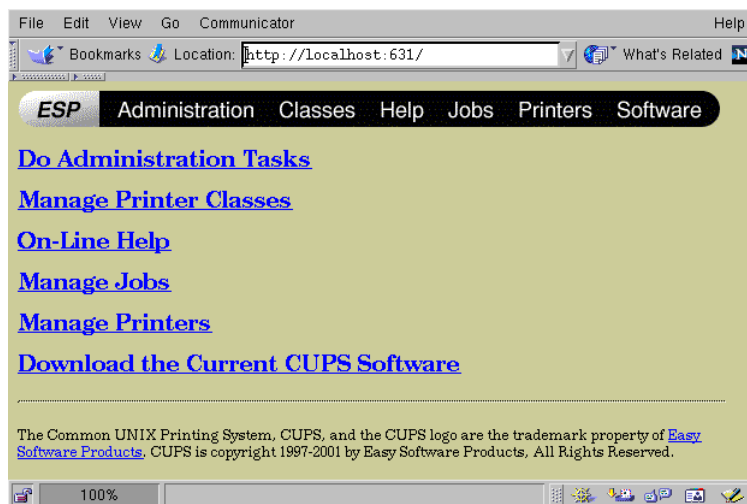 File Edit View Go Communicator Help
Bookmarks Location: http://localhost:631/ What's Related N
ESP Administration Classes Help Jobs Printers Software
Do Administration Tasks
Manage Printer Classes
On-Line Help
Manage Jobs
Manage Printers
Download the Current CUPS Software
The Common UNIX Printing System, CUPS, and the CUPS logo are the trademark property of Easy
Software Products. CUPS is copyright 1997-2001 by Easy Software Products, All Rights Reserved.
100%